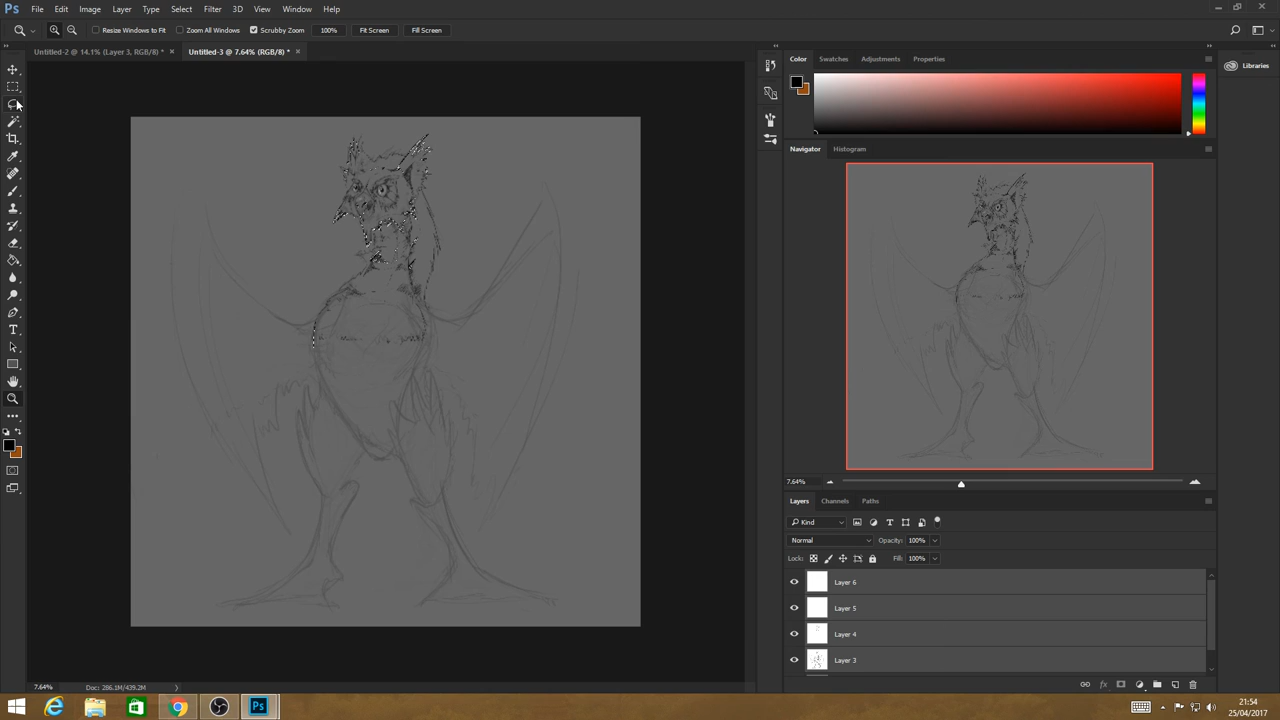 Ps File Edit Image Layer Type Select Filter 3D View Window Help
Resize Windows to Fit Zoom All Windows Scrubby Zoom 100% Fit Screen Fill Screen
Untitled-2 @ 14.1% (Layer 3, RGB/8) * × Untitled-3 @ 7.64% (RGB/8) * ×
Color Swatches Adjustments Properties
Libraries
Navigator Histogram
7.64%
Layers Channels Paths
Kind
Normal Opacity: 100%
Lock: Fill: 100%
Layer 6
Layer 5
Layer 4
Layer 3
fx
7.64% Doc: 286.1M/439.2M
Ps
21:54
25/04/2017